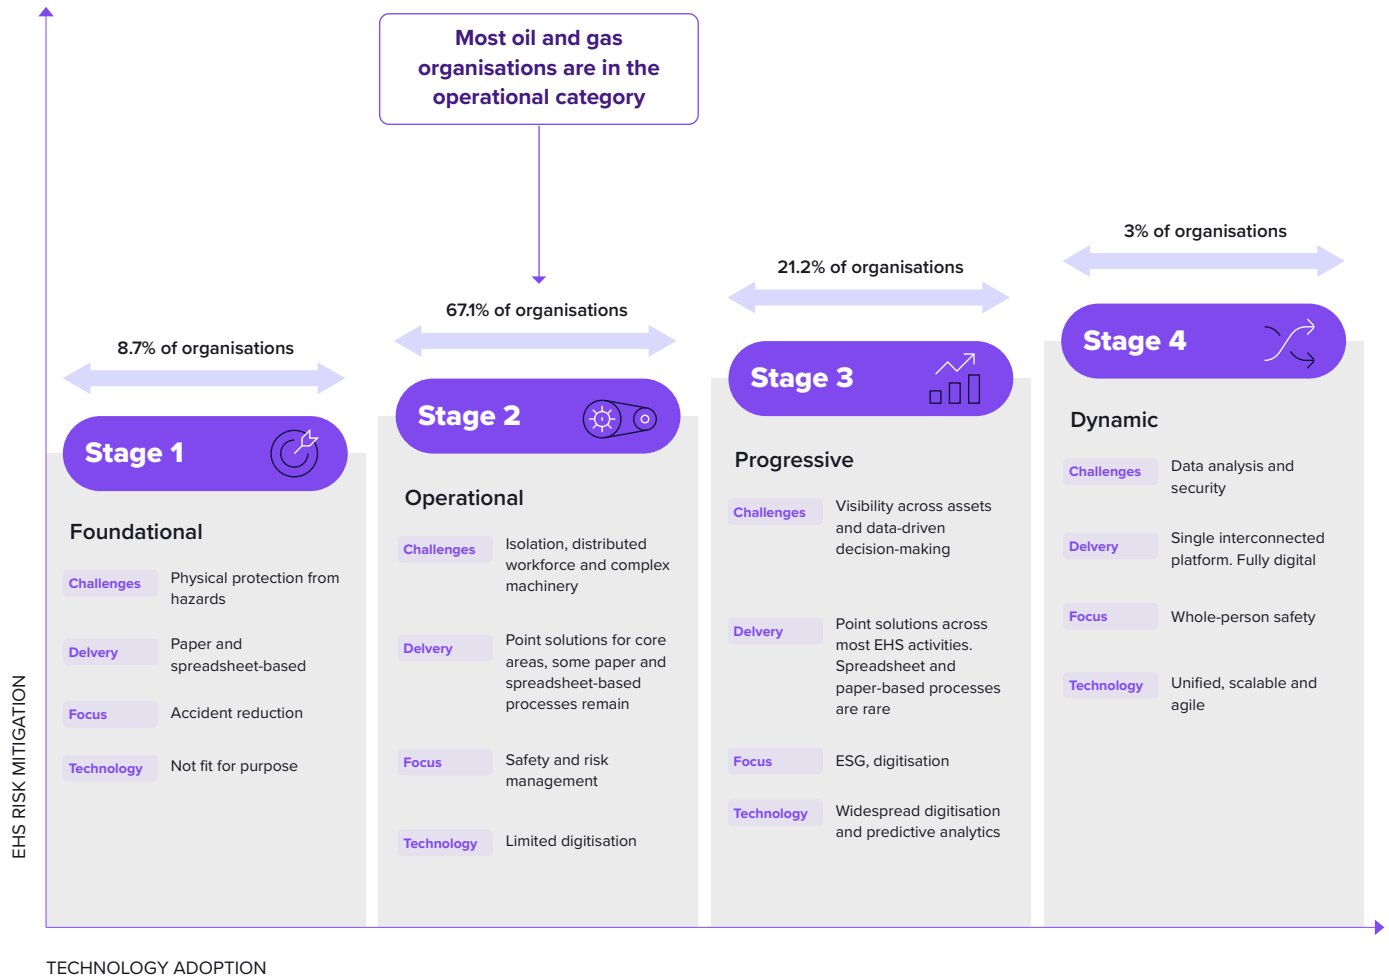 Most oil and gas
organisations are in the
operational category
8.7% of organisations
Stage 1
Foundational
Challenges
Physical protection from
hazards
Delvery
Paper and
spreadsheet-based
Focus
Accident reduction
Technology
Not fit for purpose
67.1% of organisations
Stage 2
Operational
Challenges
Isolation, distributed
workforce and complex
machinery
Delvery
Point solutions for core
areas, some paper and
spreadsheet-based
processes remain
Focus
Safety and risk
management
Technology
Limited digitisation
21.2% of organisations
Stage 3
Progressive
Challenges
Visibility across assets
and data-driven
decision-making
Delvery
Point solutions across
most EHS activities.
Spreadsheet and
paper-based processes
are rare
Focus
ESG, digitisation
Technology
Widespread digitisation
and predictive analytics
3% of organisations
Stage 4
Dynamic
Challenges
Data analysis and
security
Delvery
Single interconnected
platform. Fully digital
Focus
Whole-person safety
Technology
Unified, scalable and
agile
EHS RISK MITIGATION
TECHNOLOGY ADOPTION